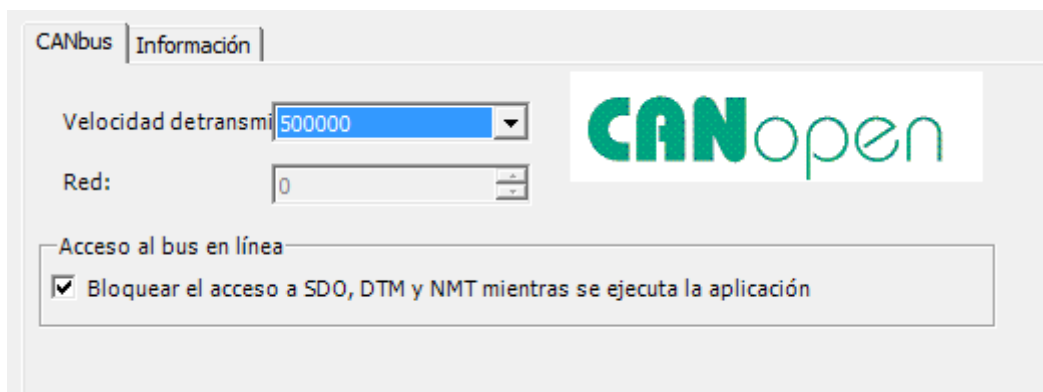 CANbus Información
Velocidad detransmi 500000
CANopen
Red: 0
Acceso al bus en línea
Bloquear el acceso a SDO, DTM y NMT mientras se ejecuta la aplicación